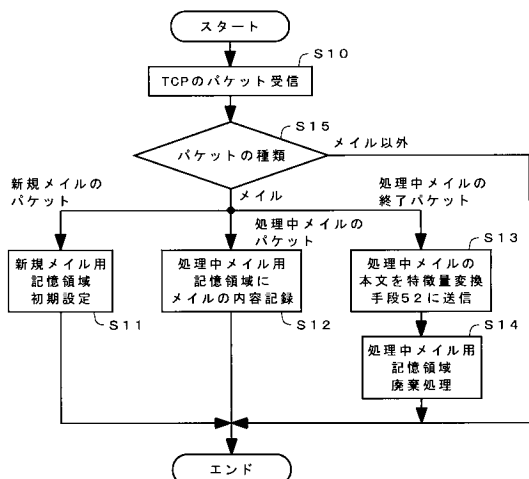 スタート
S10
TCPのパケット受信
S15
パケットの種類
メイル以外
新規メイルの
パケット
メイル
処理中メイルの
パケット
処理中メイルの
終了パケット
新規メイル用
記憶領域
初期設定
S11
処理中メイル用
記憶領域に
メイルの内容記録
S12
S13
処理中メイルの
本文を特徴量変換
手段52に送信
S14
処理中メイル用
記憶領域
廃棄処理
エンド